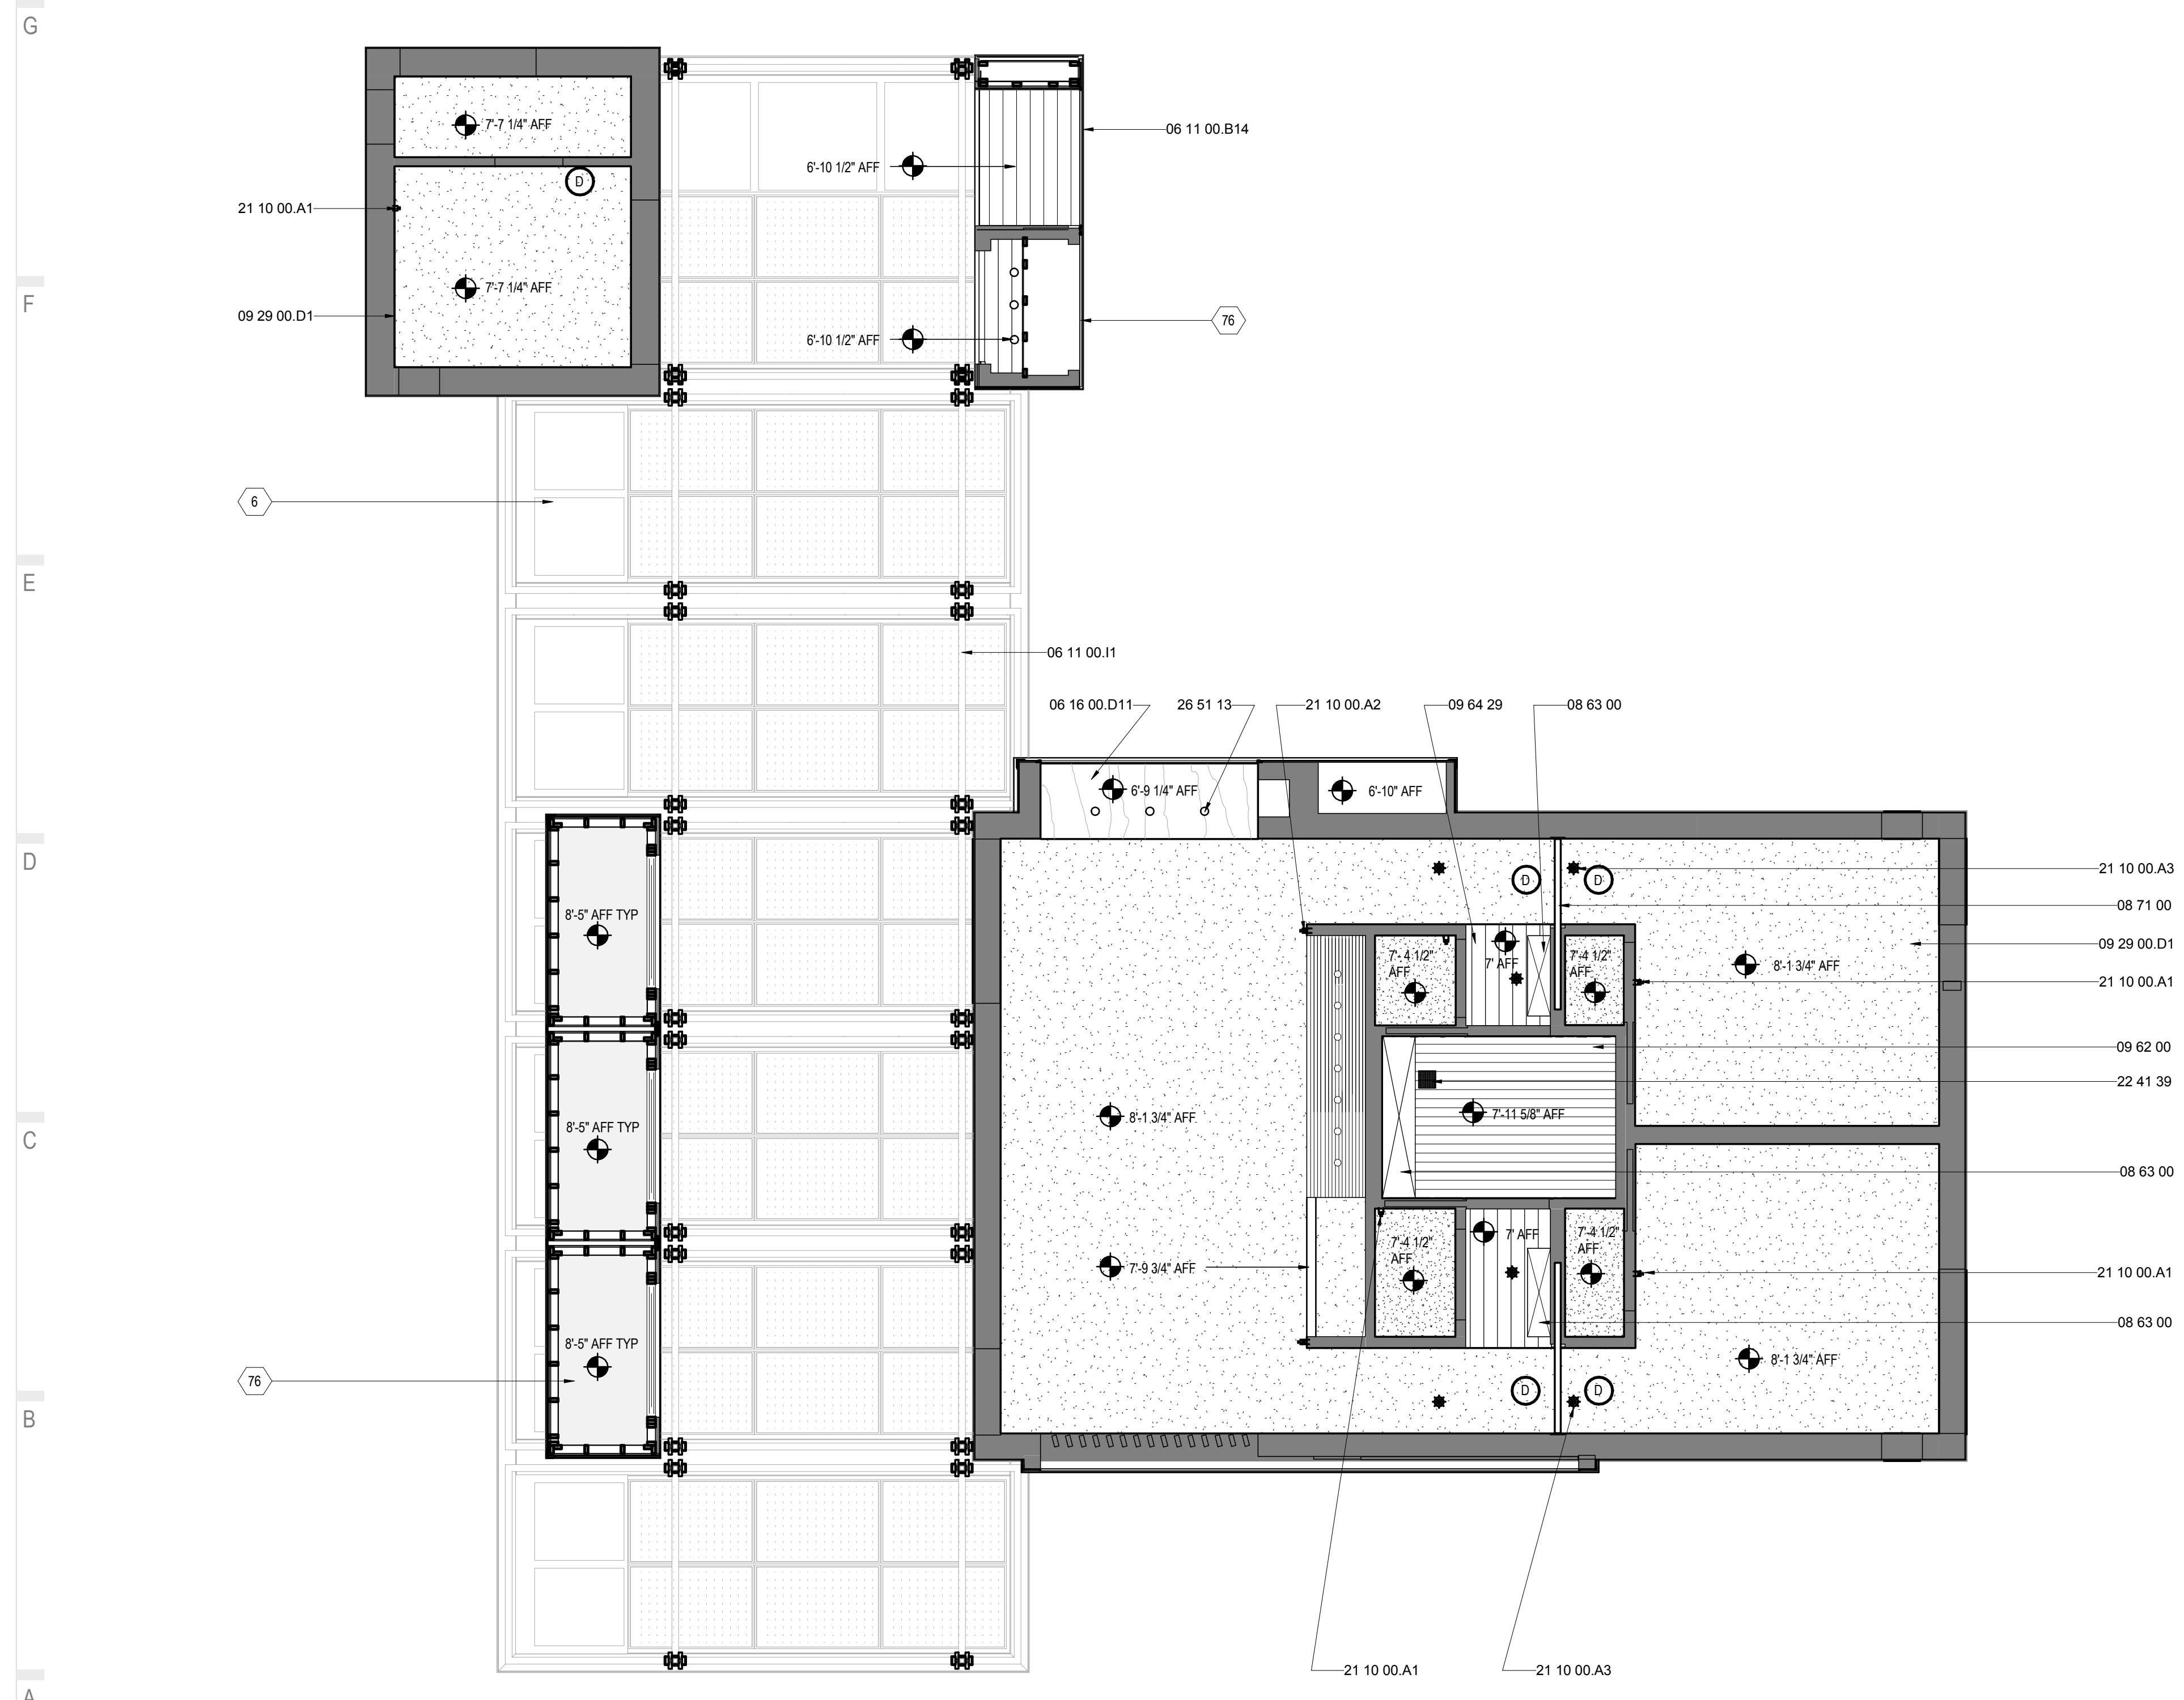 G
7'-7 1/4" AFF
06 11 00.B14
6'-10 1/2" AFF
D
21 10 00.A1
7'-7 1/4" AFF
F
09 29 00.D1
76
6'-10 1/2" AFF
6
E
06 11 00.I1
06 16 00.D11
26 51 13
21 10 00.A2
09 64 29
08 63 00
6'-9 1/4" AFF
6'-10" AFF
D
21 10 00.A3
D
D
08 71 00
8'-5" AFF TYP
09 29 00.D1
7'-4 1/2"
AFF
7' AFF
7'-4 1/2"
AFF
8'-1 3/4" AFF
21 10 00.A1
09 62 00
22 41 39
8'-5" AFF TYP
8'-1 3/4" AFF
7'-11 5/8" AFF
C
08 63 00
7'-4 1/2"
AFF
7' AFF
7'-4 1/2"
AFF
7'-9 3/4" AFF
21 10 00.A1
08 63 00
8'-5" AFF TYP
8'-1 3/4" AFF
76
D
D
B
21 10 00.A1
21 10 00.A3
A